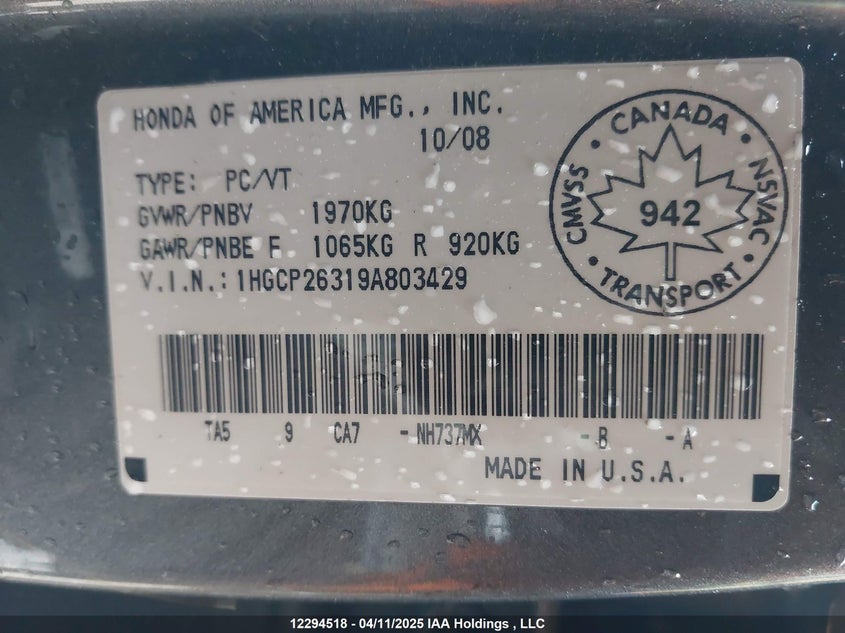 HONDA OF AMERICA MFG., INC.
10/08
TYPE: PC/VT
GVWR/PNBV 1970KG
GAWR/PNBE F 1065KG R 920KG
V.I.N.: 1HGCP26319A803429
CANADA
CMVSS
942
NSVAC
TRANSPORT
TA5 9 CA7 - NH737MX - B - A
MADE IN U.S.A.
12294518 - 04/11/2025 IAA Holdings , LLC